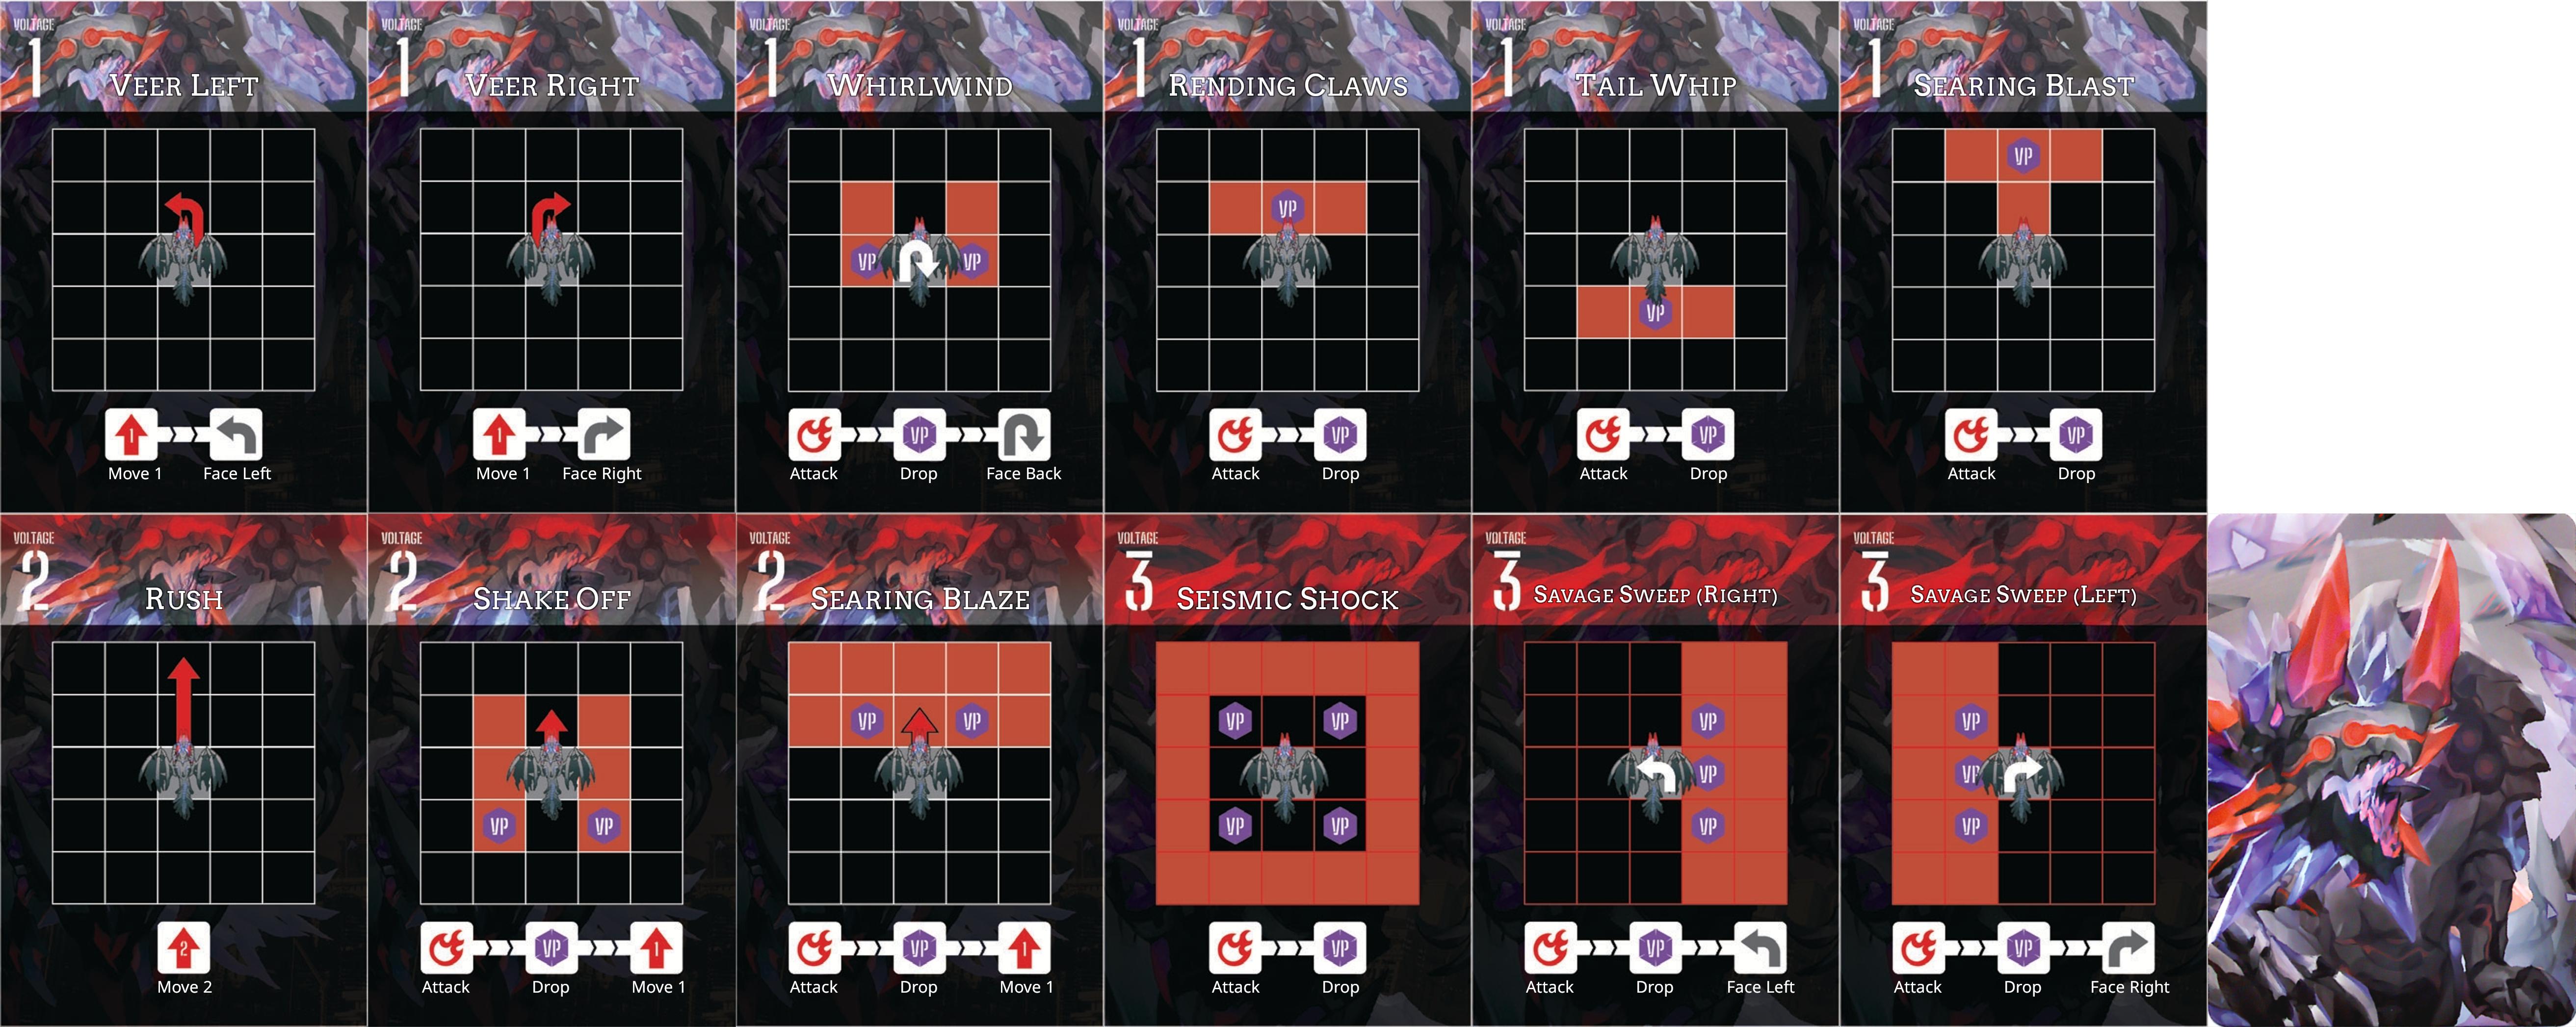 VOLTAGE
1
VEER LEFT
1
Move 1
Face Left
VOLTAGE
1
VEER RIGHT
1
Move 1
Face Right
VOLTAGE
1
WHIRLWIND
VP
VP
VP
Attack
Drop
Face Back
VOLTAGE
1
RENDING CLAWS
VP
VP
Attack
Drop
VOLTAGE
1
TAIL WHIP
VP
VP
Attack
Drop
VOLTAGE
1
SEARING BLAST
VP
VP
Attack
Drop
VOLTAGE
2
RUSH
2
Move 2
VOLTAGE
2
SHAKE OFF
VP
VP
VP
1
Attack
Drop
Move 1
VOLTAGE
2
SEARING BLAZE
VP
VP
VP
1
Attack
Drop
Move 1
VOLTAGE
3
SEISMIC SHOCK
VP
VP
VP
VP
VP
Attack
Drop
VOLTAGE
3
SAVAGE SWEEP (RIGHT)
VP
VP
VP
VP
Attack
Drop
Face Left
VOLTAGE
3
SAVAGE SWEEP (LEFT)
VP
VP
VP
VP
Attack
Drop
Face Right